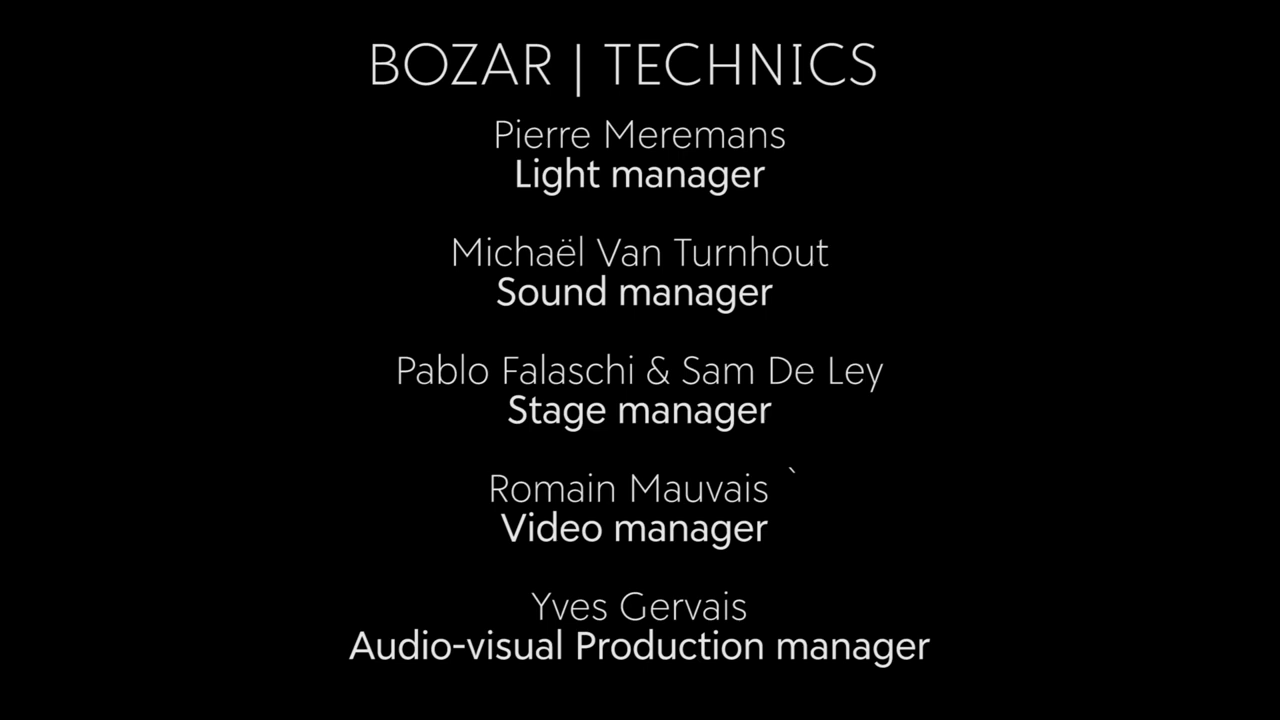 BOZAR | TECHNICS
Pierre Meremans
Light manager
Michaël Van Turnhout
Sound manager
Pablo Falaschi & Sam De Ley
Stage manager
Romain Mauvais `
Video manager
Yves Gervais
Audio-visual Production manager